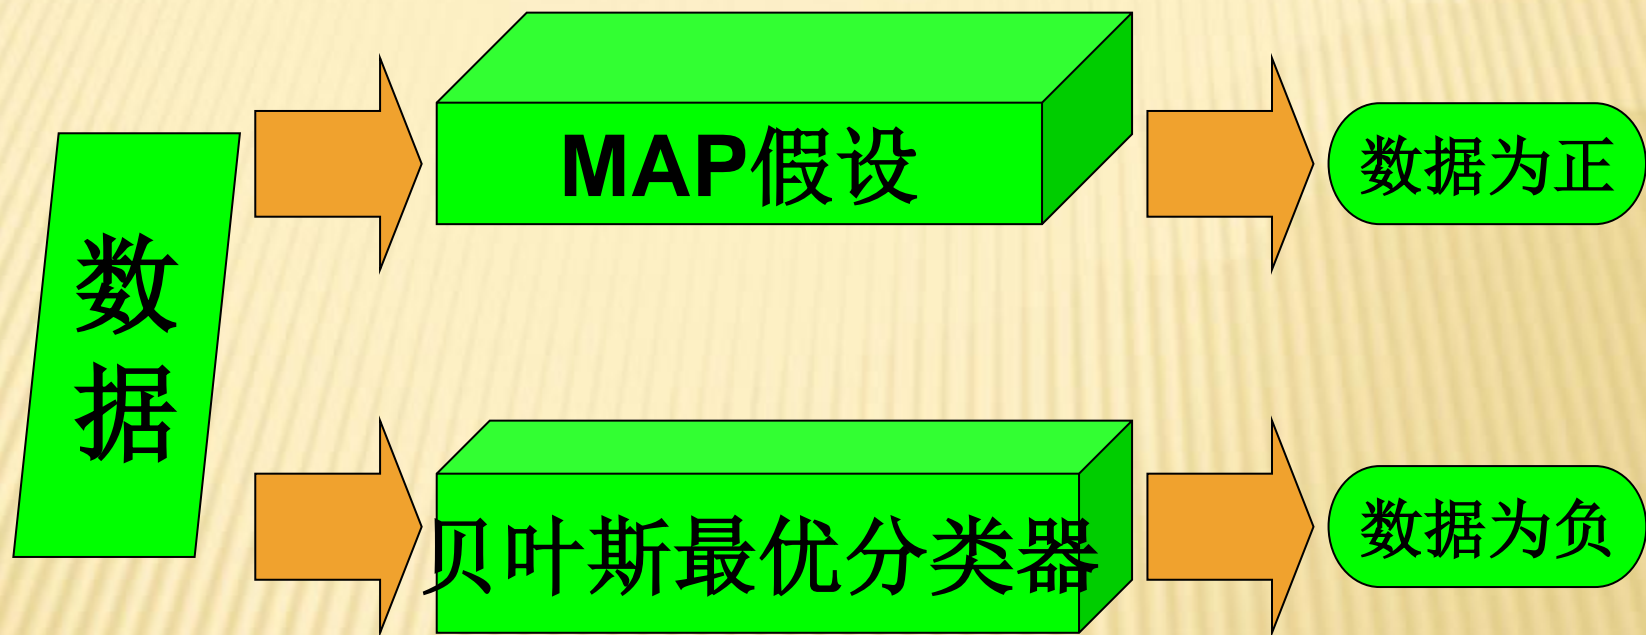 数
据
MAP假设
数据为正
贝叶斯最优分类器
数据为负